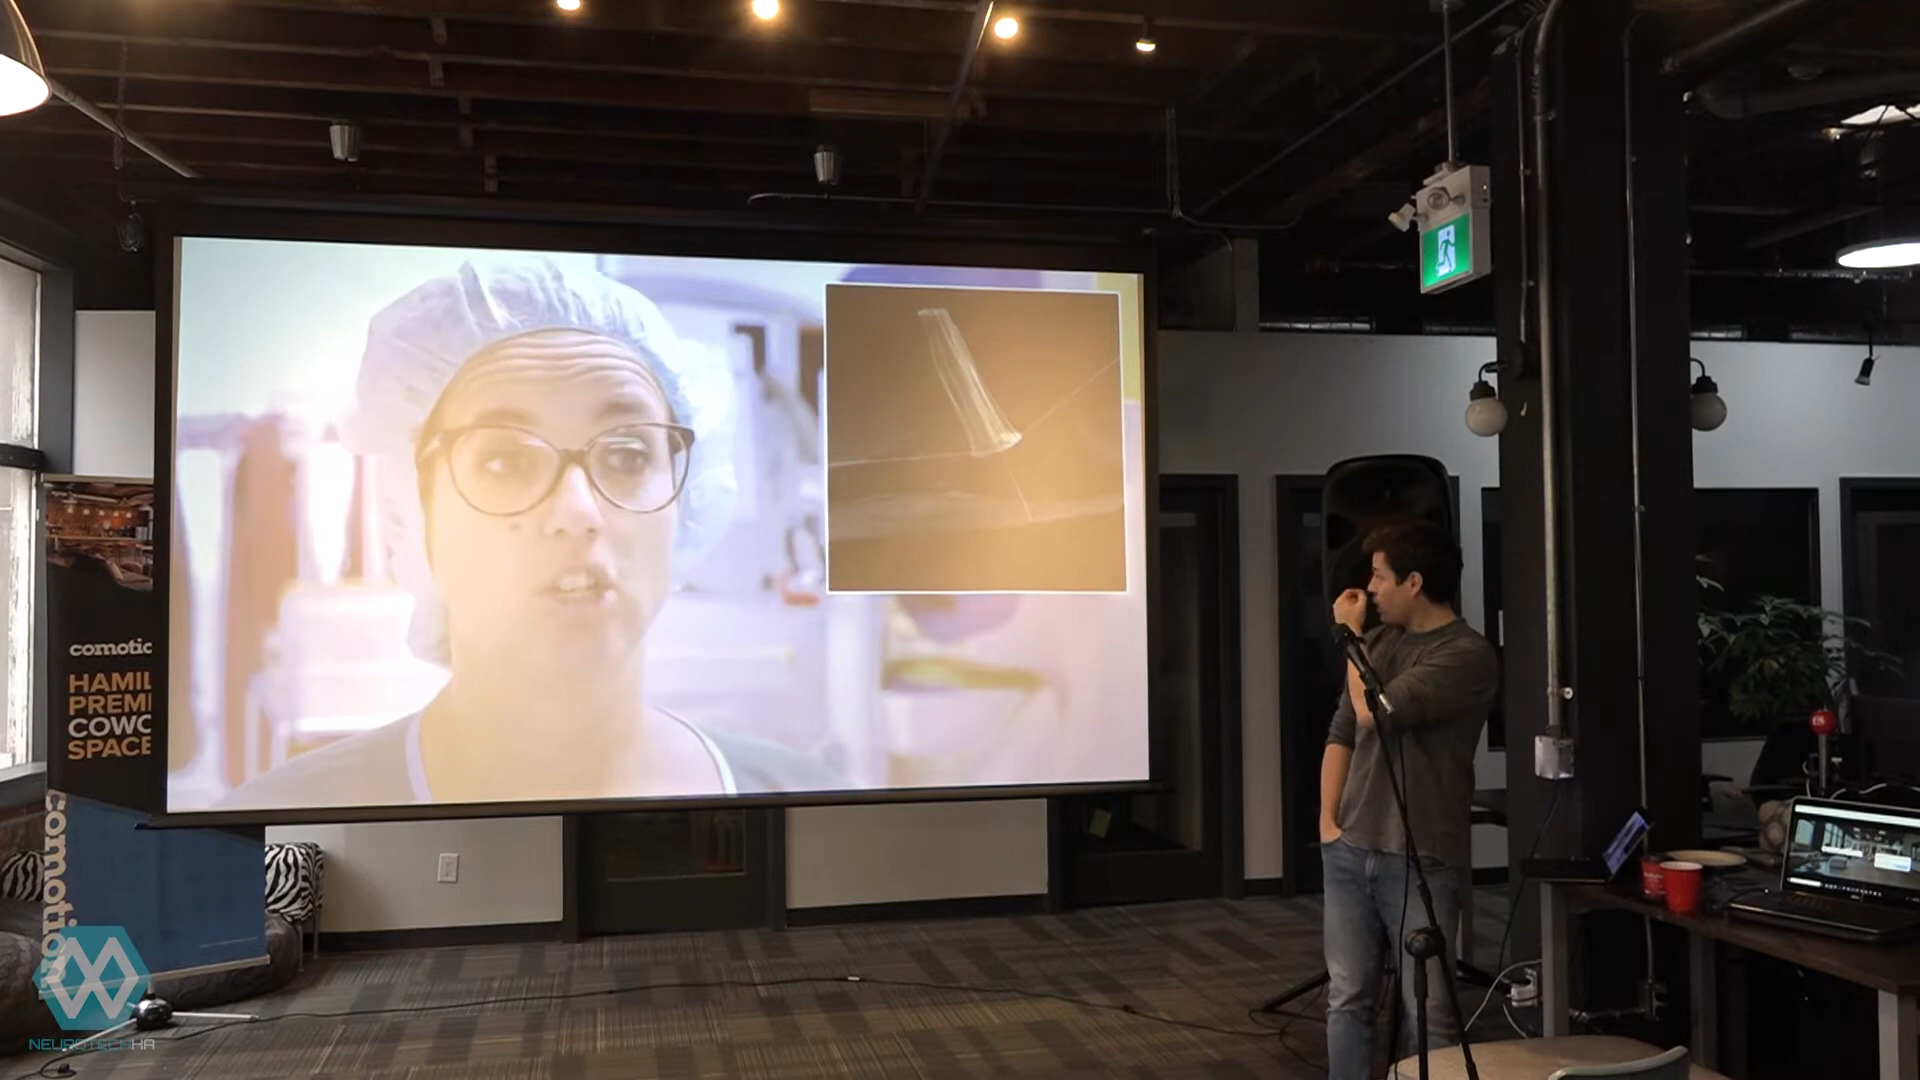 comotio
HAMIL
PREMI
COWO
SPACE
comotion
NEUROTECHHR